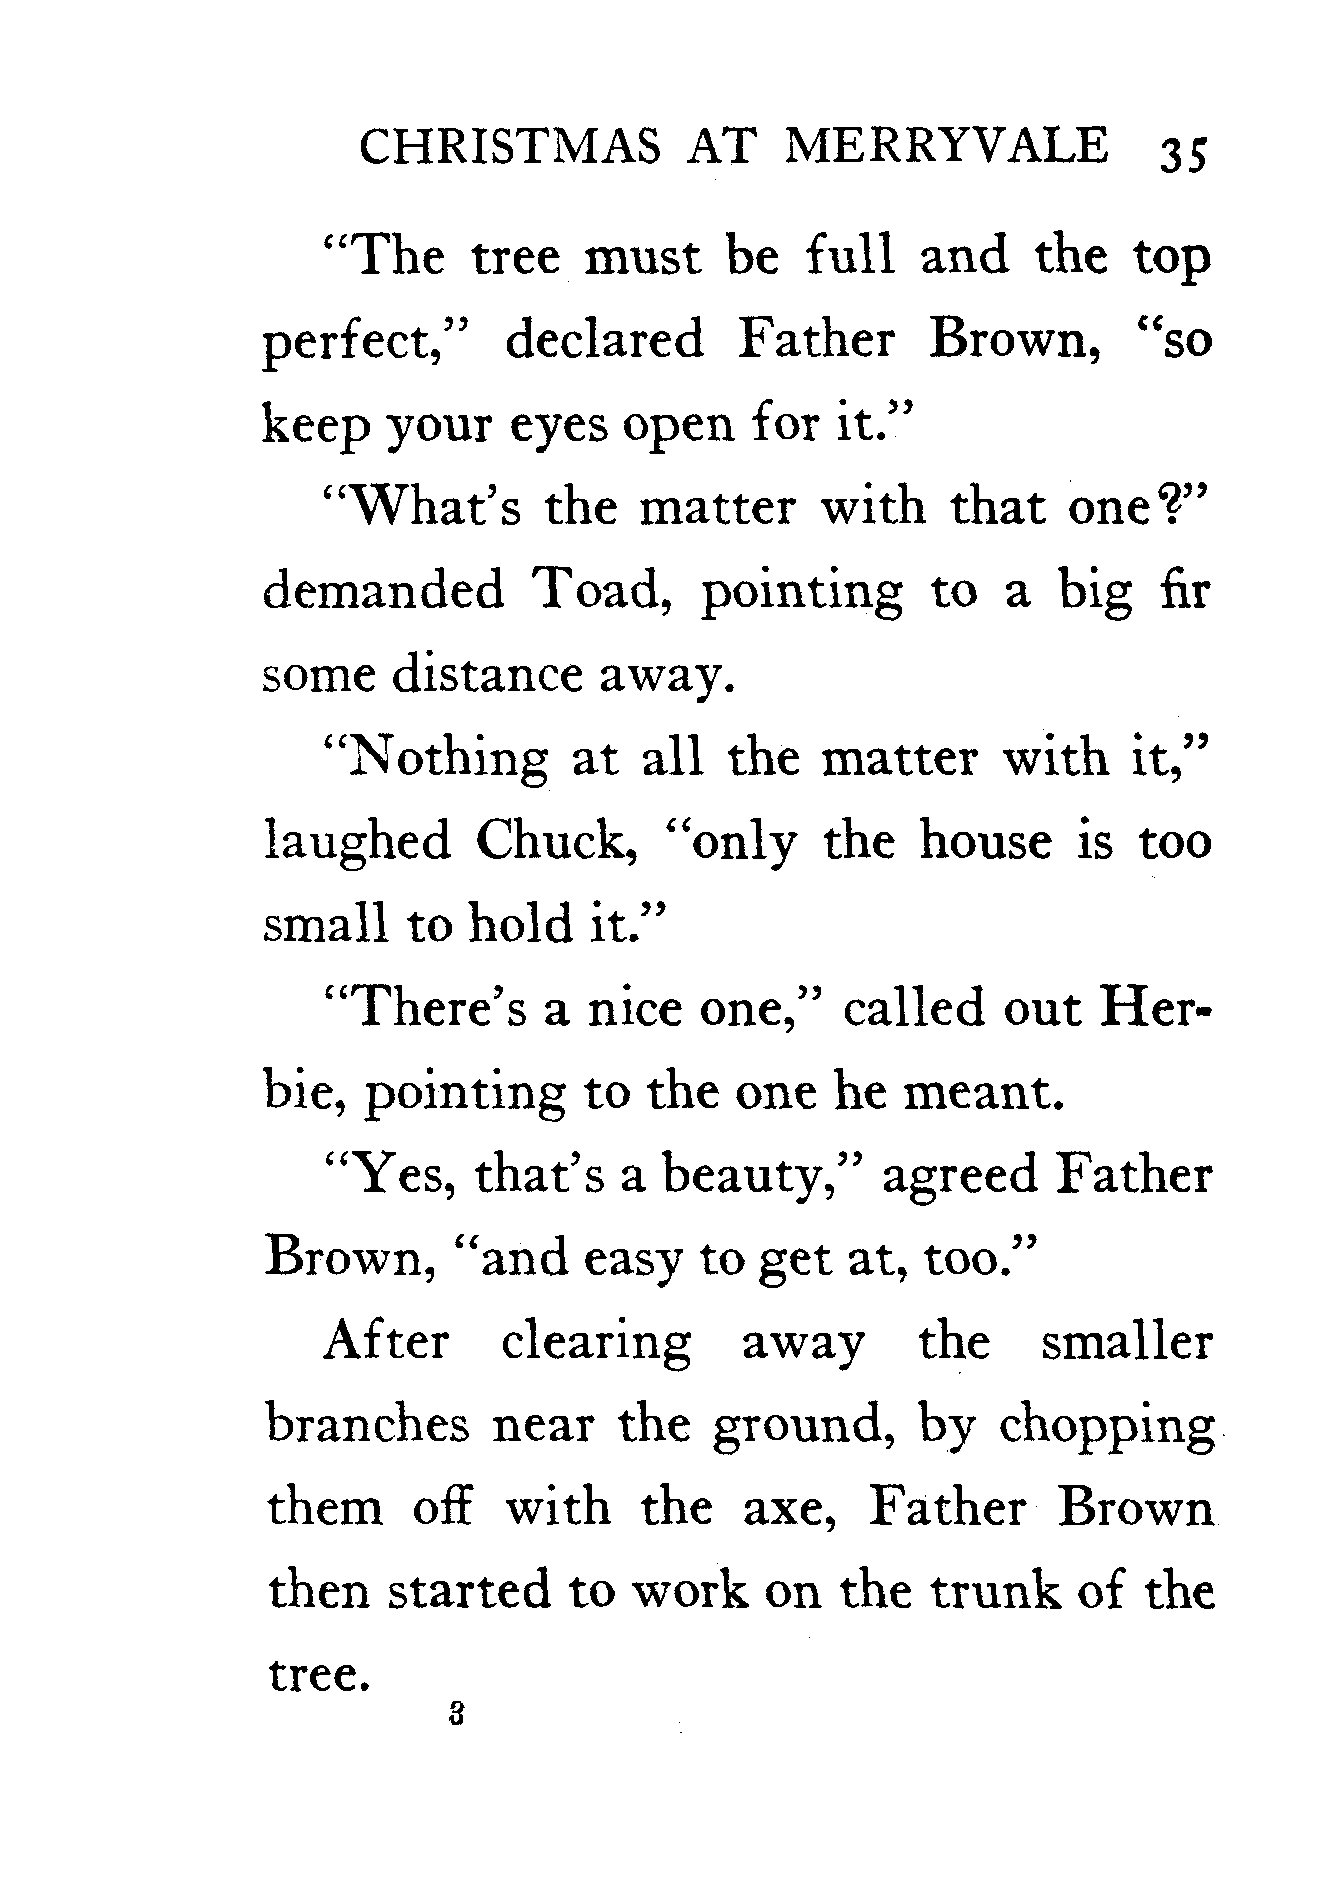 CHRISTMAS AT MERRYVALE 35
“The tree must be full and the top
perfect,” declared Father Brown, “so
keep your eyes open for it.”
“What’s the matter with that one?”
demanded Toad, pointing to a big fir
some distance away.
“Nothing at all the matter with it,”
laughed Chuck, “only the house is too
small to hold it.”
“There’s a nice one,” called out Her-
bie, pointing to the one he meant.
“Yes, that’s a beauty,” agreed Father
Brown, “and easy to get at, too.”
After clearing away the smaller
branches near the ground, by chopping
them off with the axe, Father Brown
then started to work on the trunk of the
tree.
3